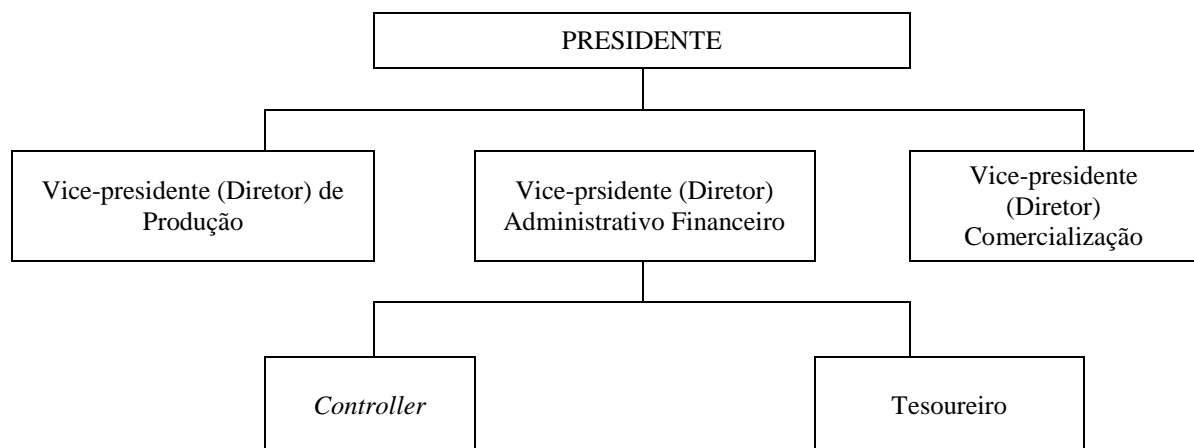 PRESIDENTE
Vice-presidente (Diretor) de
Produção
Vice-prsidente (Diretor)
Administrativo Financeiro
Vice-presidente
(Diretor)
Comercialização
Controller
Tesoureiro